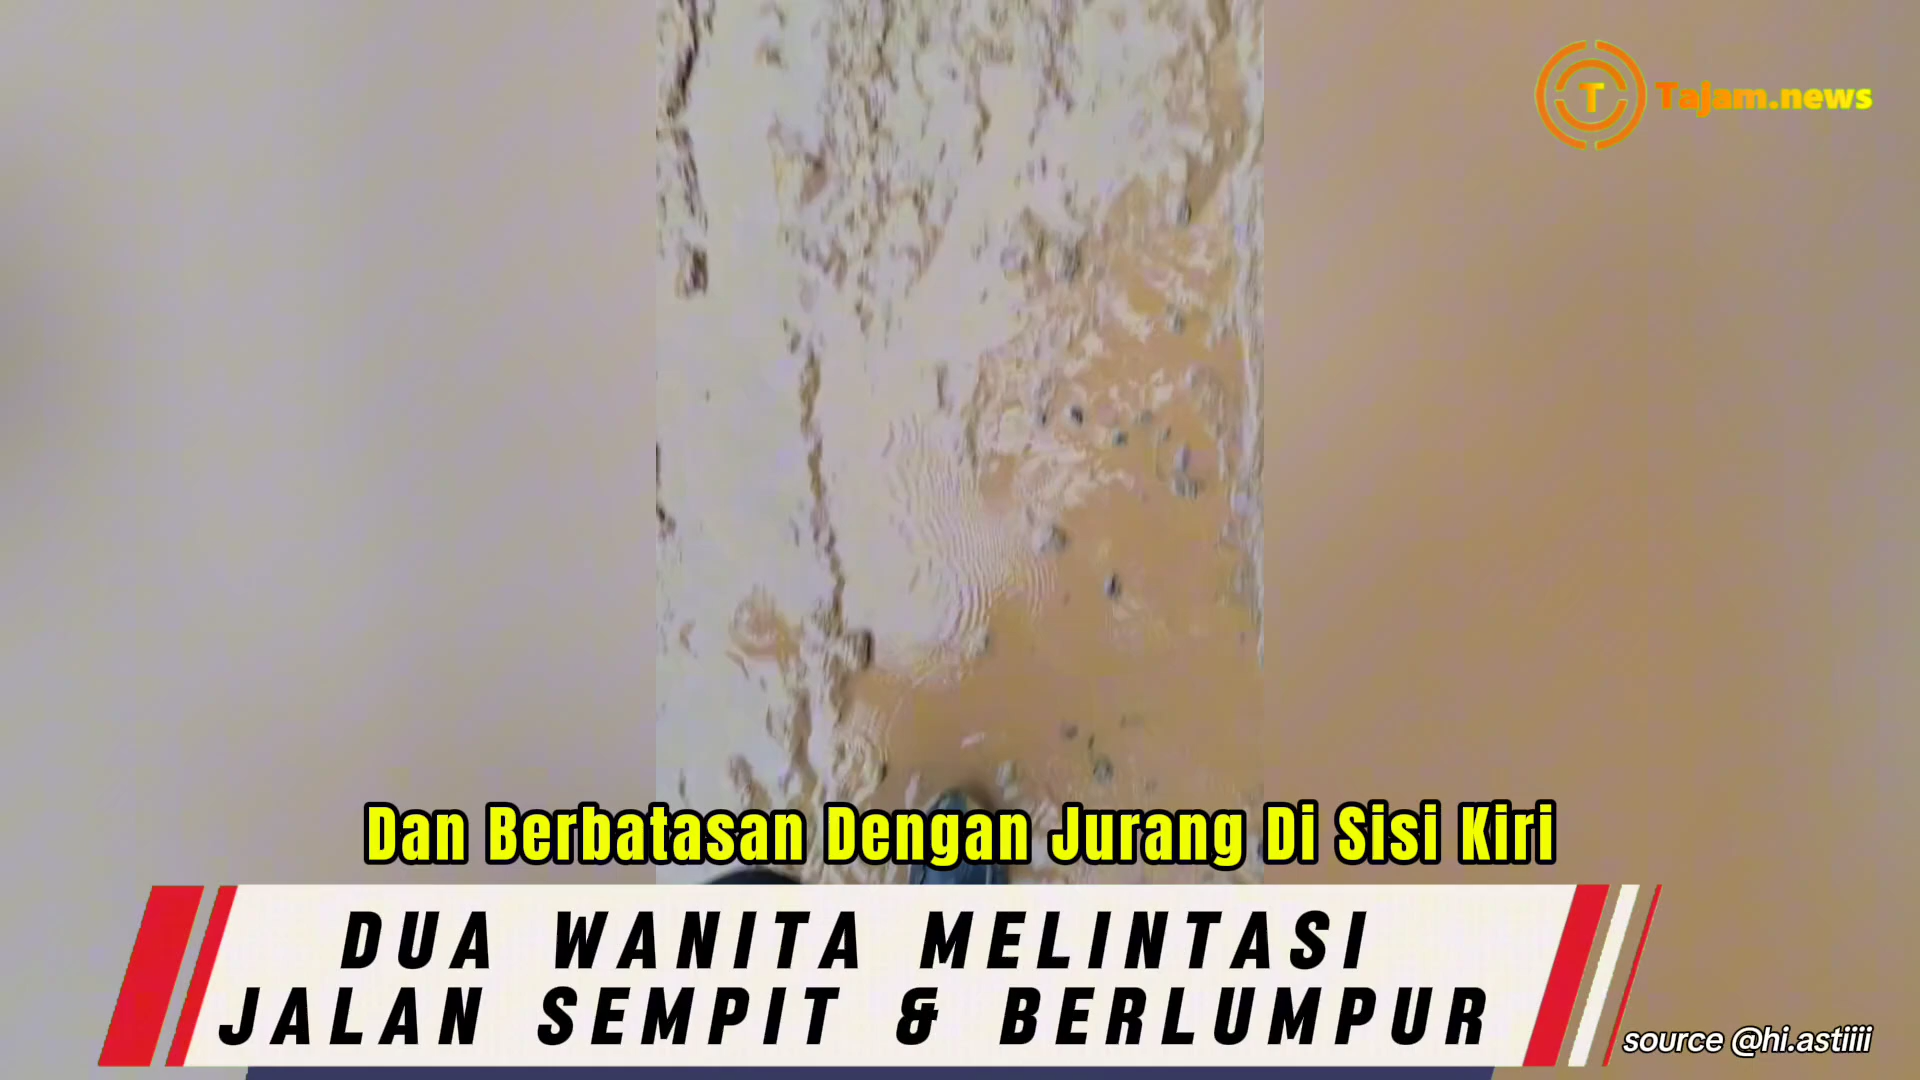 T
Tajam.news
Dan Berbatasan Dengan Jurang Di Sisi Kiri
DUA WANITA MELINTASI
JALAN SEMPIT & BERLUMPUR
source @hi.astiiii